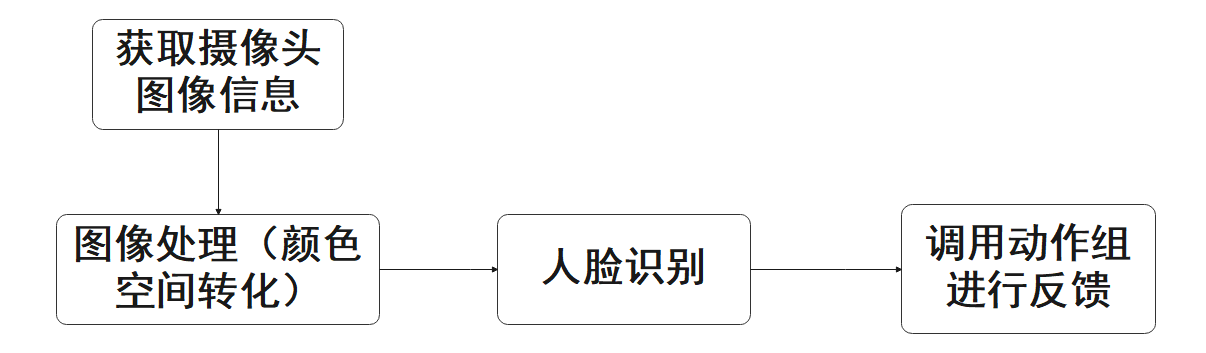 获取摄像头
图像信息
图像处理（颜色
空间转化）
人脸识别
调用动作组
进行反馈